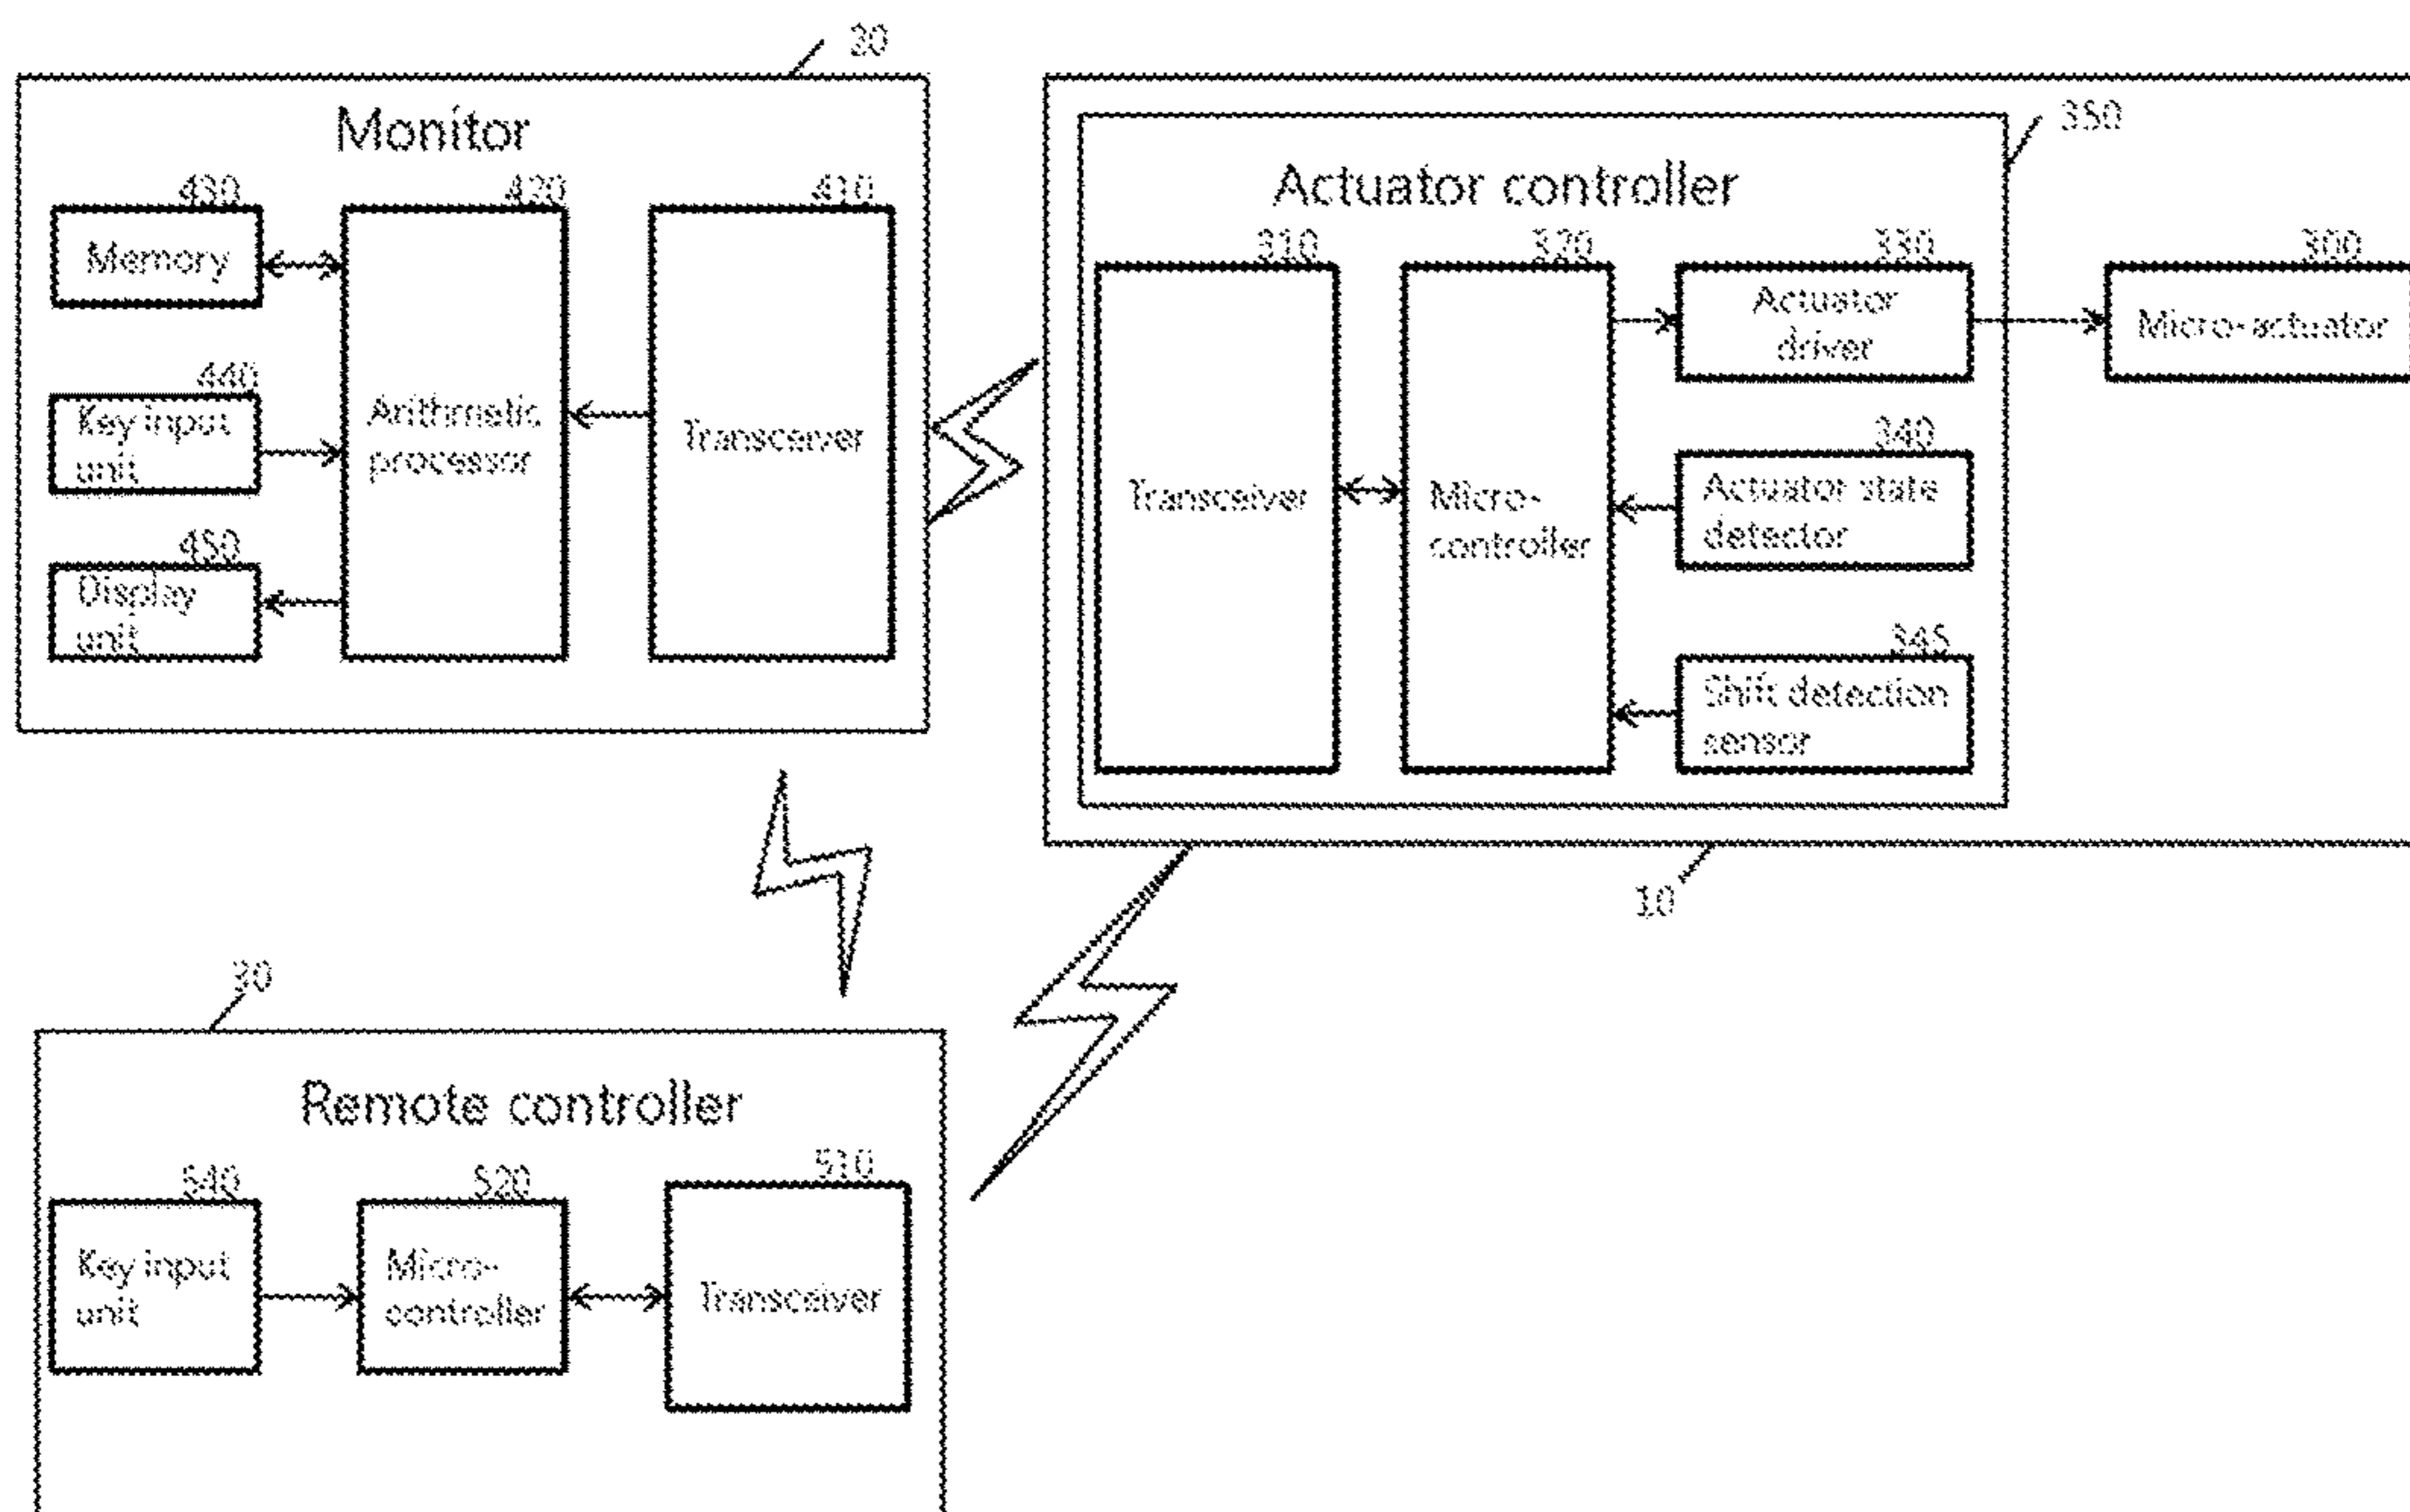 20
Monitor
430
420
410
Memory
440
Key input
unit
Arithmetic
processor
Transceiver
450
Display
unit
350
Actuator controller
310
320
330
300
Actuator
driver
Micro-actuator
340
Transceiver
Micro-
controller
Actuator state
detector
345
Shift detection
sensor
10
30
Remote controller
540
520
510
Key input
unit
Micro-
controller
Transceiver